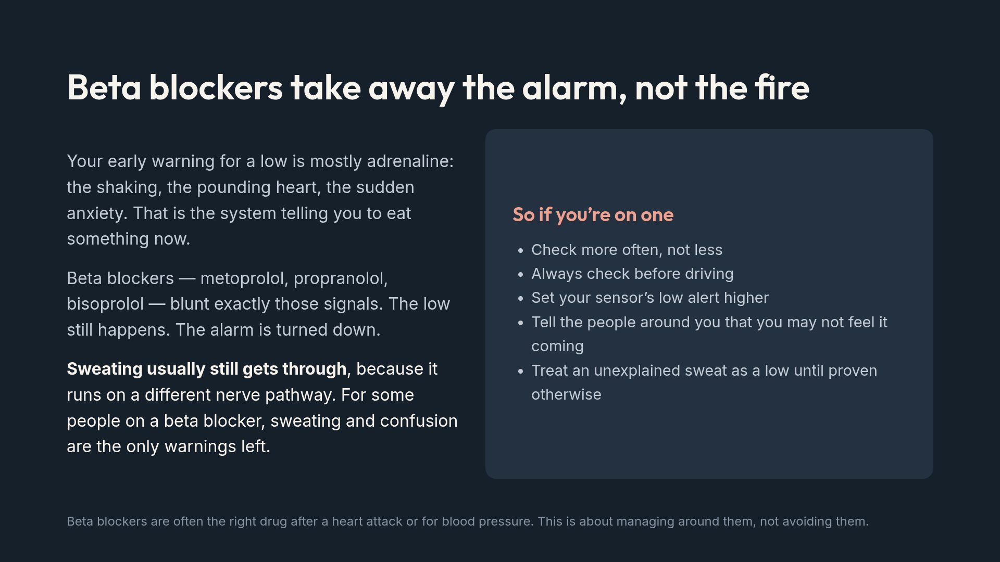 Beta blockers take away the alarm, not the fire
Your early warning for a low is mostly adrenaline:
the shaking, the pounding heart, the sudden
anxiety. That is the system telling you to eat
something now.
Beta blockers — metoprolol, propranolol,
bisoprolol — blunt exactly those signals. The low
still happens. The alarm is turned down.
Sweating usually still gets through, because it
runs on a different nerve pathway. For some
people on a beta blocker, sweating and confusion
are the only warnings left.
So if you’re on one
• Check more often, not less
• Always check before driving
• Set your sensor’s low alert higher
• Tell the people around you that you may not feel it
coming
• Treat an unexplained sweat as a low until proven
otherwise
Beta blockers are often the right drug after a heart attack or for blood pressure. This is about managing around them, not avoiding them.